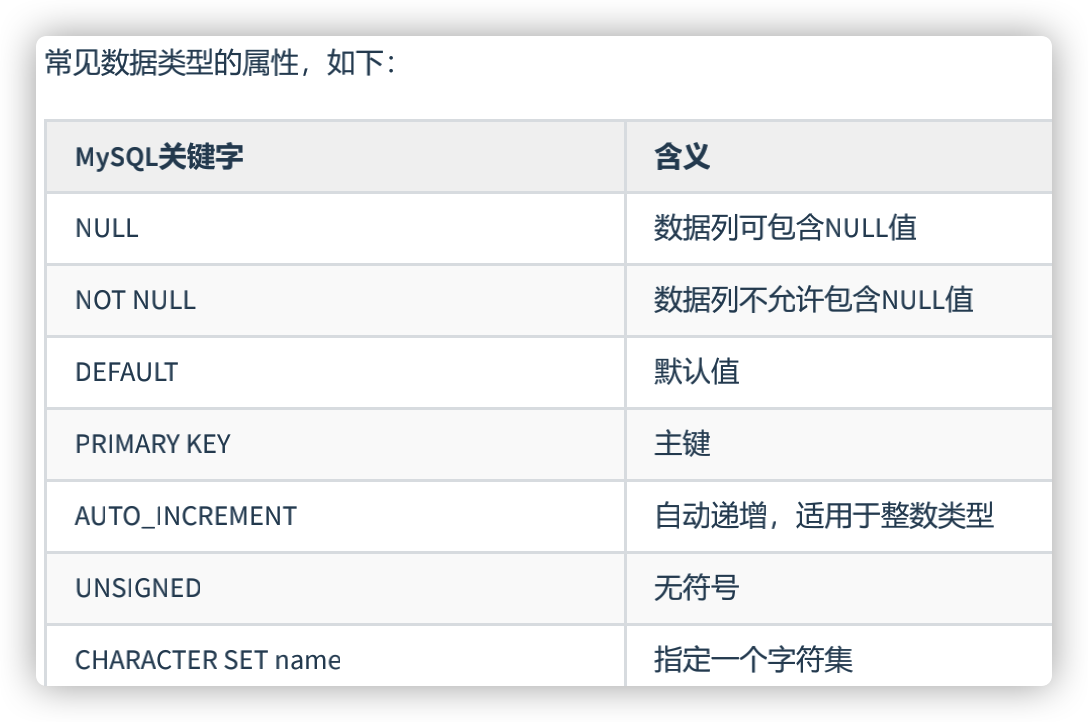 常见数据类型的属性，如下：
MySQL关键字 含义
NULL 数据列可包含NULL值
NOT NULL 数据列不允许包含NULL值
DEFAULT 默认值
PRIMARY KEY 主键
AUTO_INCREMENT 自动递增，适用于整数类型
UNSIGNED 无符号
CHARACTER SET name 指定一个字符集